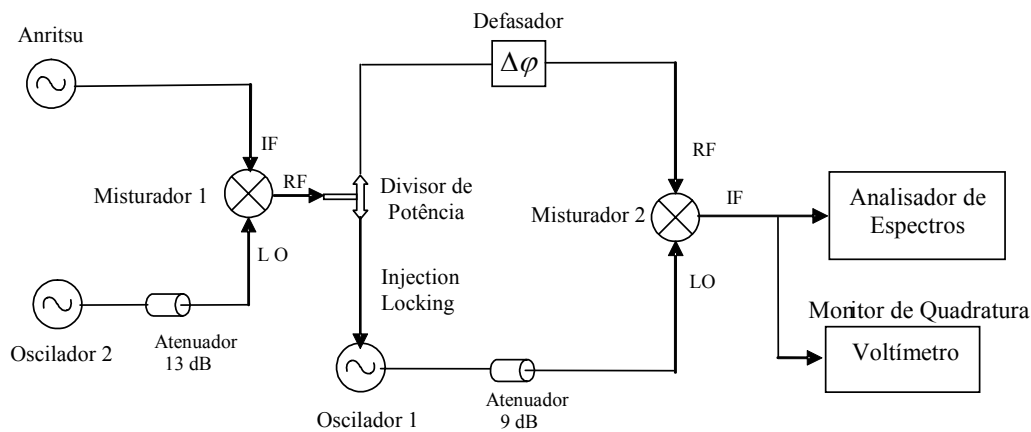 Anritsu
Defasador
Δφ
IF
RF
Misturador 1
RF
Divisor de
Potência
Misturador 2
IF
Analisador de
Espectros
L O
LO
Injection
Locking
Monitor de Quadratura
Voltímetro
Oscilador 2
Atenuador
13 dB
Oscilador 1
Atenuador
9 dB